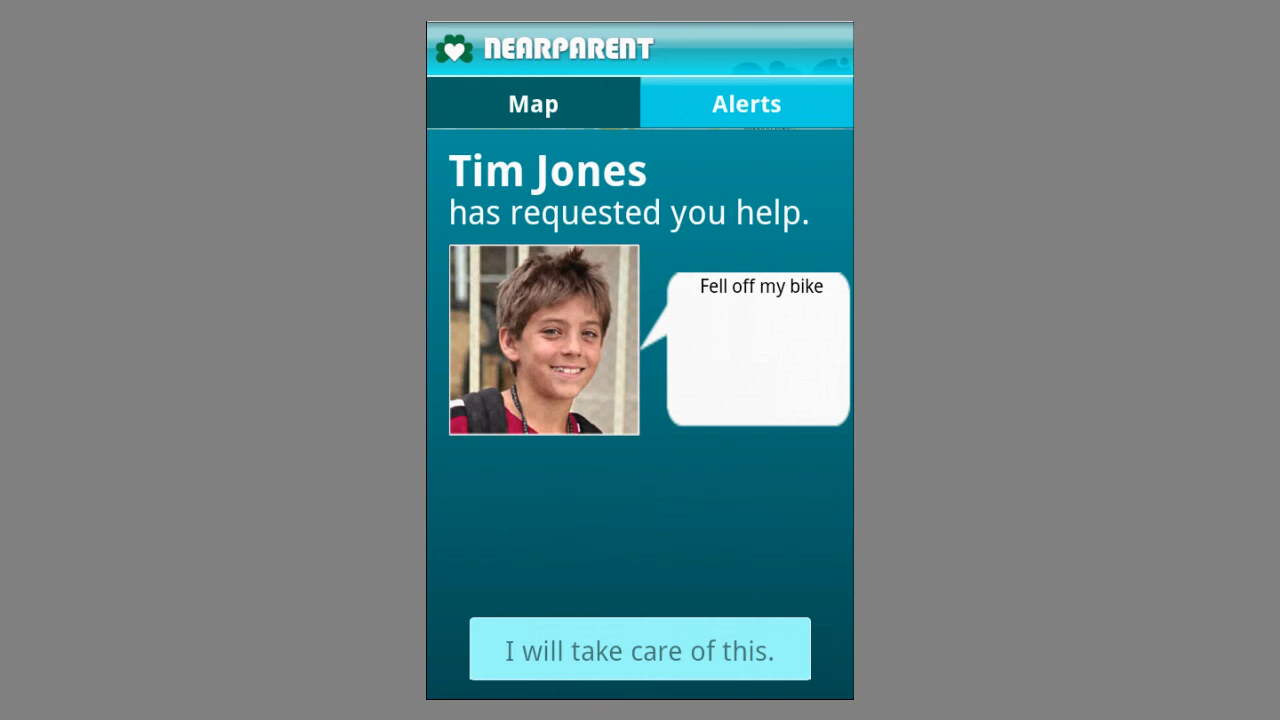 NEARPARENT
Map
Alerts
Tim Jones
has requested you help.
Fell off my bike
I will take care of this.